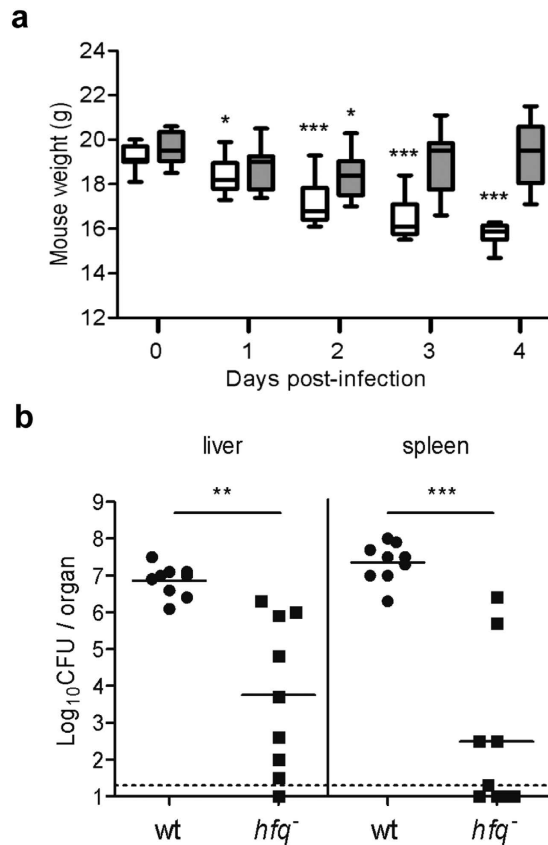 a
Mouse weight (g)
22
20
18
16
14
12
*
***
*
***
***
0 1 2 3 4
Days post-infection
b
liver spleen
** ***
Log10CFU / organ
9
8
7
6
5
4
3
2
1
wt hfq- wt hfq-